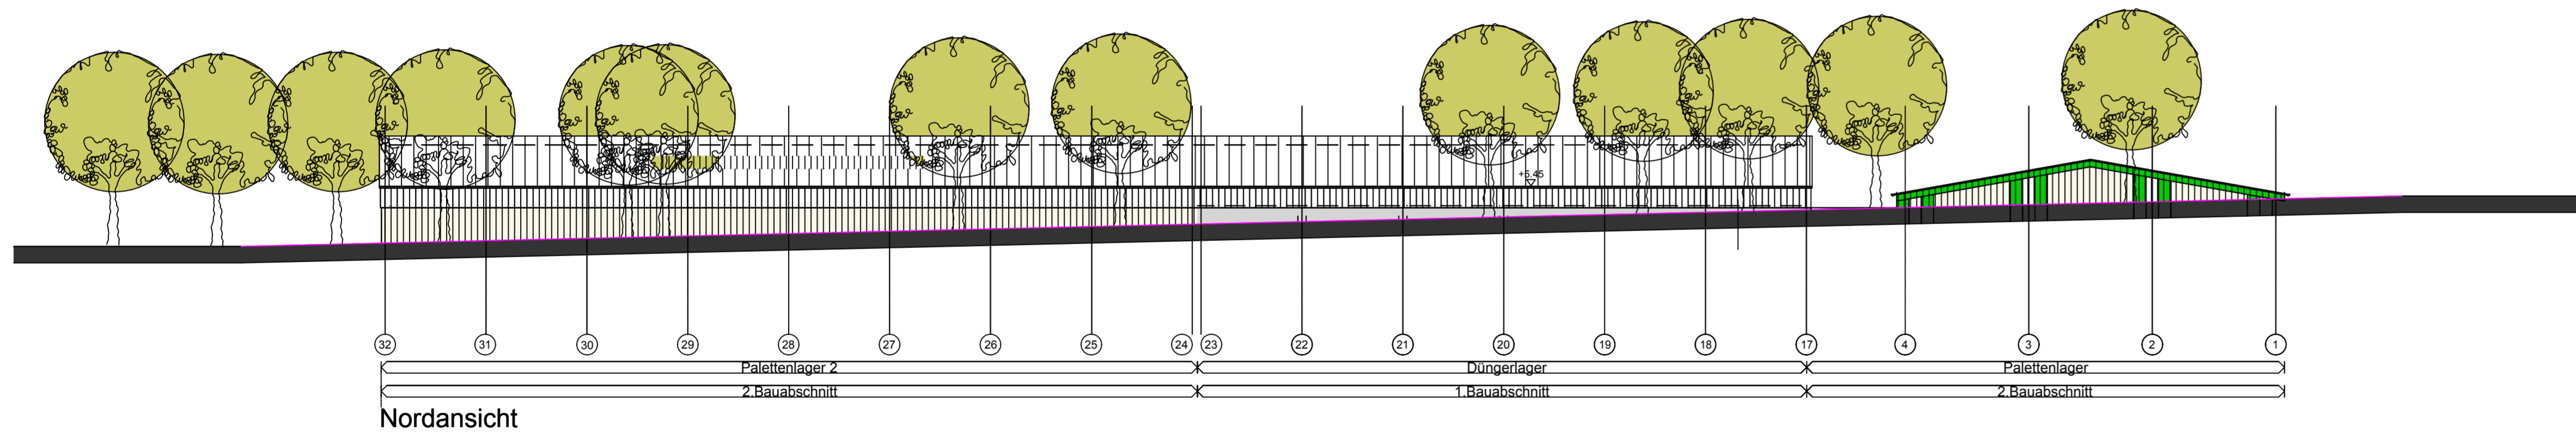 +6.45
32 31 30 29 28 27 26 25 24 23 22 21 20 19 18 17 4 3 2 1
Palettenlager 2 Düngerlager Palettenlager
2.Bauabschnitt 1.Bauabschnitt 2.Bauabschnitt
Nordansicht